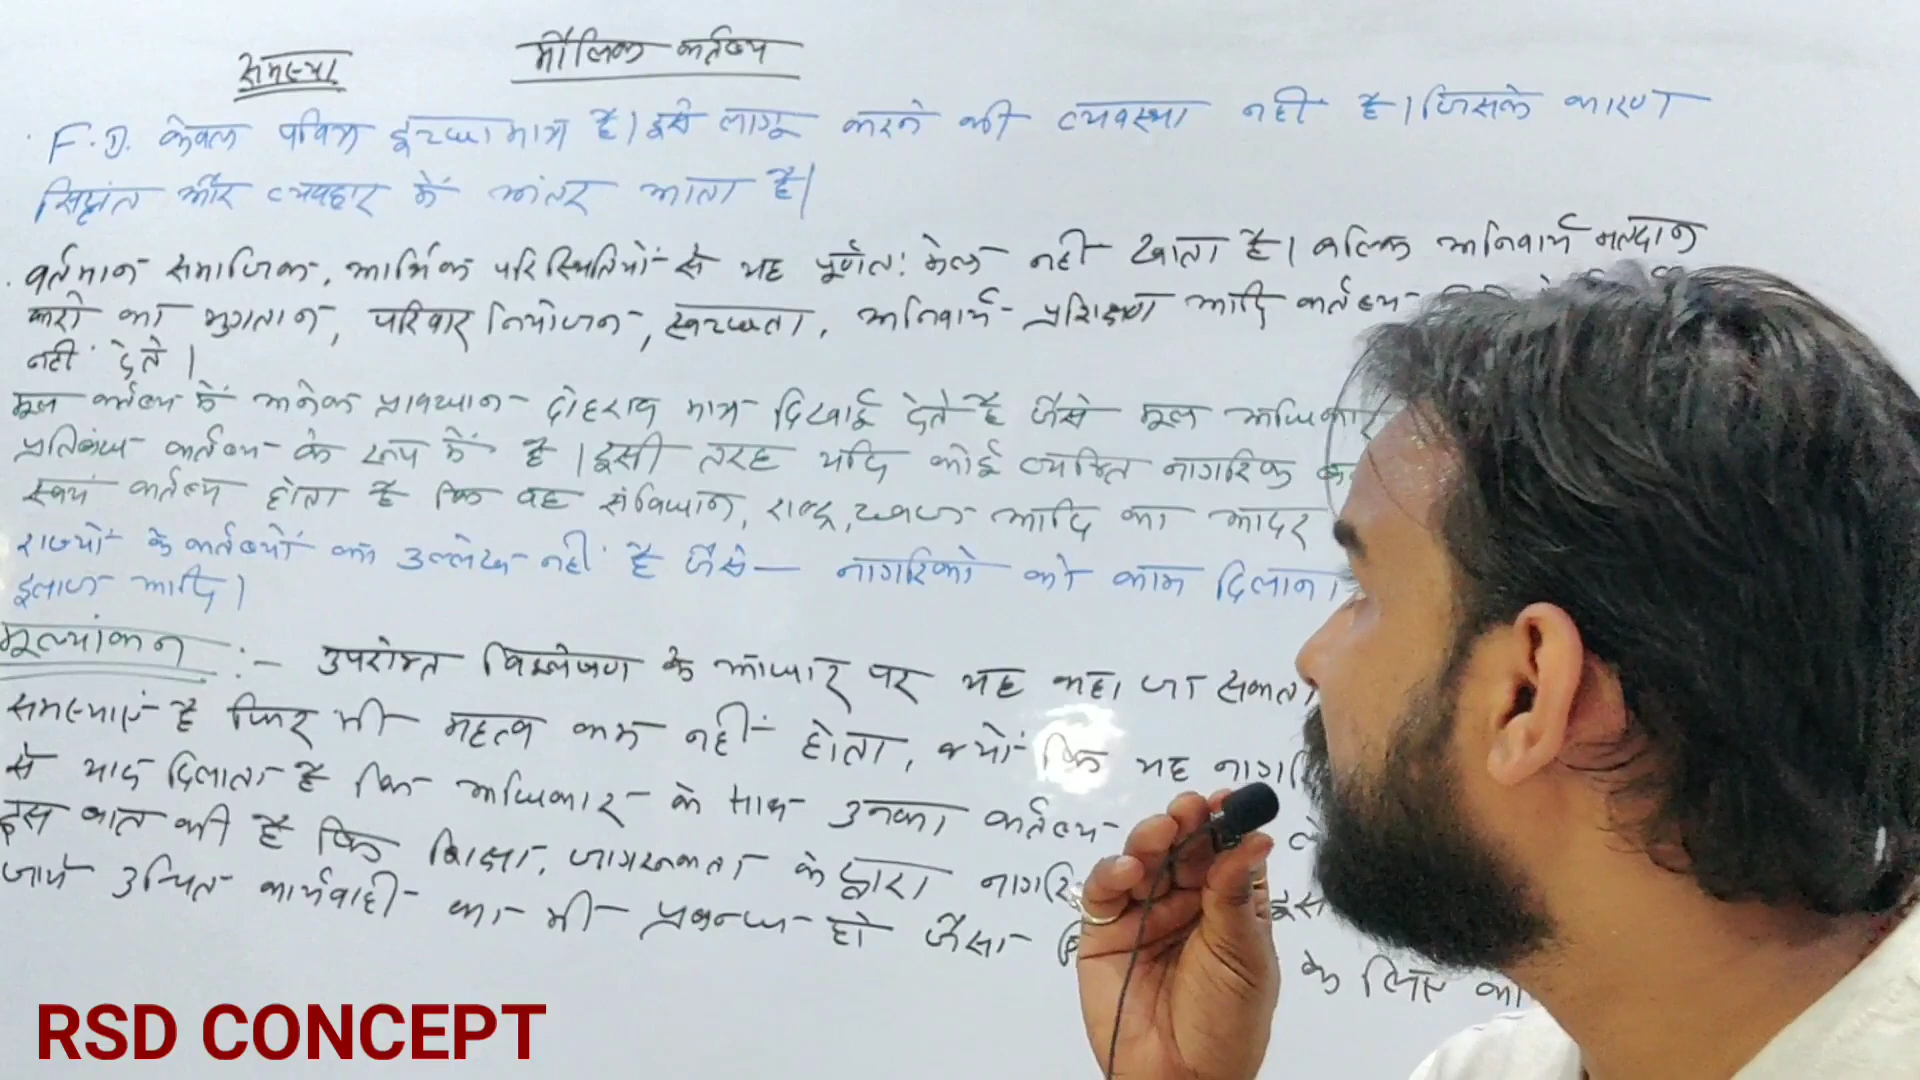 समस्या मौलिक कर्तव्य
F.D. केवल पवित्र इच्छा मात्र है। इसे लागू करने की व्यवस्था नहीं है। जिसके कारण
सिद्धांत और व्यवहार में अंतर आता है।
वर्तमान समाजिक, आर्थिक परिस्थितियों से यह पूर्णत: मेल नहीं खाता है। बल्कि अनिवार्य मतदान
करो का भुगतान, परिवार नियोजन, स्वच्छता, अनिवार्य प्रशिक्षण आदि कर्तव्य
नहीं देते।
मूल कर्तव्य में अनेक प्रावधान दोहराव मात्र दिखाई देते है जैसे मूल अधिकार
प्रतिबंध कर्तव्य के रूप में है। इसी तरह यदि कोई व्यक्ति नागरिक
स्वयं कर्तव्य होता है कि वह संविधान, राष्ट्र, ध्वज आदि का आदर
राज्यों के कर्तव्यों का उल्लेख नहीं है जैसे— नागरिको को काम दिलाना
इलाज आदि।
मूल्यांकन :- उपरोक्त विश्लेषण के आधार पर यह कहा जा सकता
समस्याएं है फिर भी महत्व कम नहीं होता, क्यों कि यह
से याद दिलाता है कि अधिकार के साथ उनका कर्तव्य
इस बात की है कि शिक्षा, जागरूकता के द्वारा
जाये उचित कार्यवाही का भी प्रबन्ध हो जैसा के लिए
RSD CONCEPT